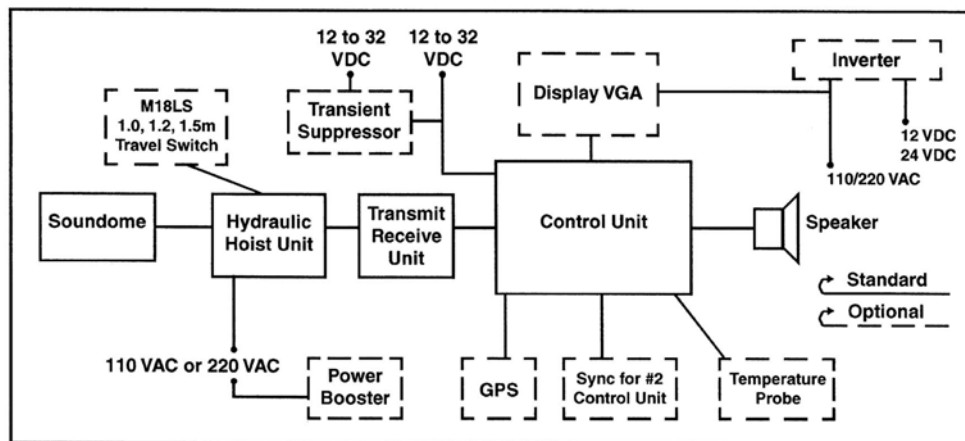 12 to 32
VDC
12 to 32
VDC
Inverter
Display VGA
M18LS
1.0, 1.2, 1.5m
Travel Switch
Transient
Suppressor
12 VDC
24 VDC
110/220 VAC
Soundome
Hydraulic
Hoist Unit
Transmit
Receive
Unit
Control Unit
Speaker
Standard
Optional
110 VAC or 220 VAC
Power
Booster
GPS
Sync for #2
Control Unit
Temperature
Probe